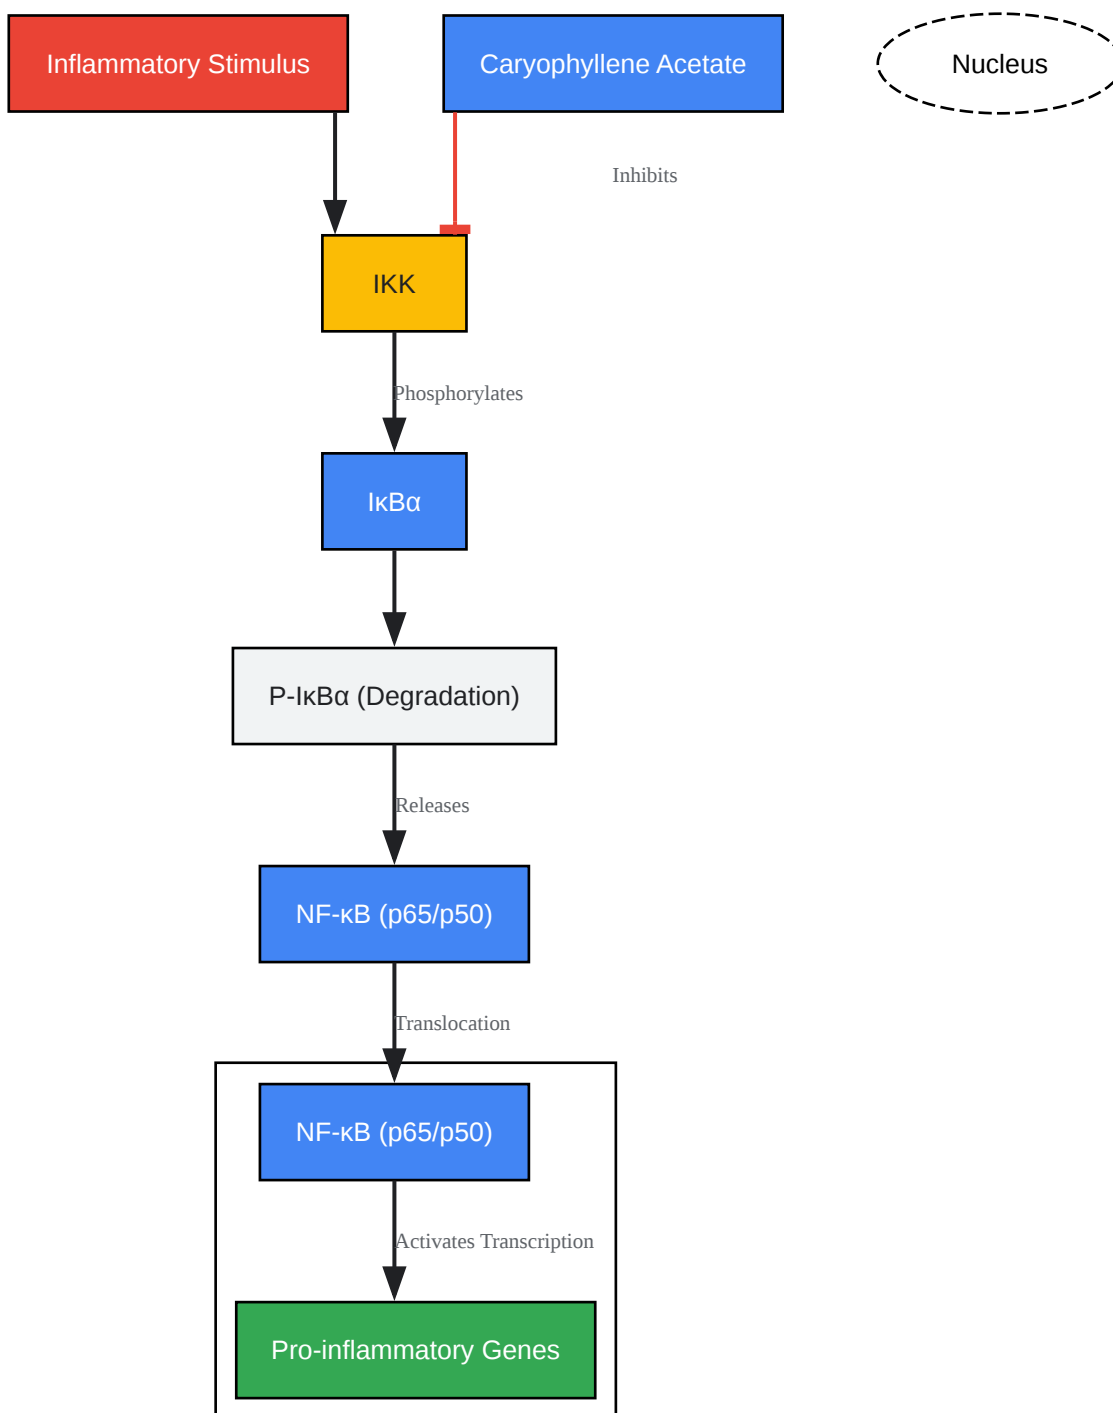 Inflammatory Stimulus
Caryophyllene Acetate
Nucleus
Inhibits
IKK
Phosphorylates
IκBα
P-IκBα (Degradation)
Releases
NF-κB (p65/p50)
Translocation
NF-κB (p65/p50)
Activates Transcription
Pro-inflammatory Genes